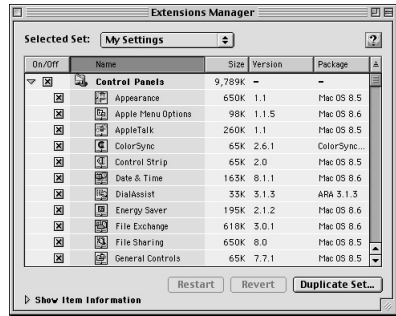 Extensions Manager
Selected Set: My Settings ?
On/Off Name Size Version Package
Control Panels 9,789K – –
Appearance 650K 1.1 Mac OS 8.5
Apple Menu Options 98K 1.1.5 Mac OS 8.6
AppleTalk 260K 1.1 Mac OS 8.5
ColorSync 65K 2.6.1 ColorSync...
Control Strip 65K 2.0 Mac OS 8.5
Date & Time 163K 8.1.1 Mac OS 8.6
DialAssist 33K 3.1.3 ARA 3.1.3
Energy Saver 195K 2.1.2 Mac OS 8.6
File Exchange 618K 3.0.1 Mac OS 8.6
File Sharing 650K 8.0 Mac OS 8.5
General Controls 65K 7.7.1 Mac OS 8.5
Restart Revert Duplicate Set...
Show Item Information